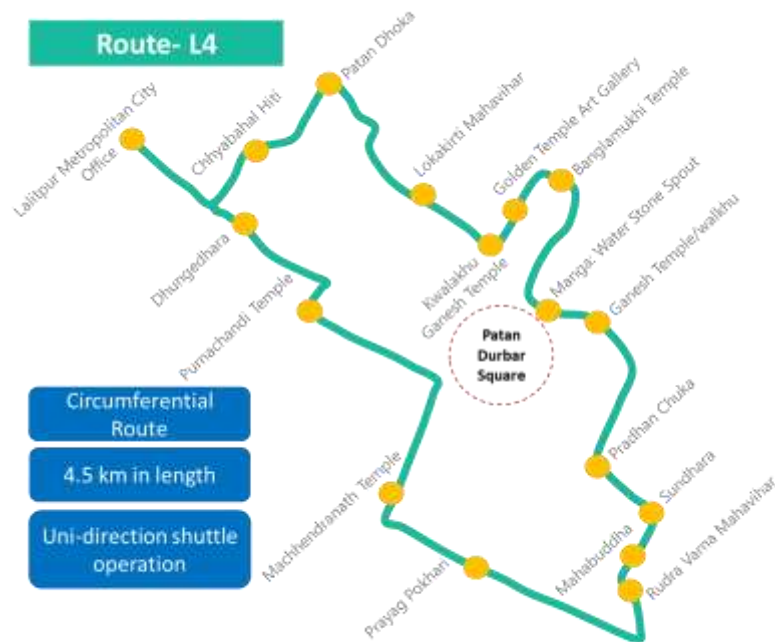 Route- L4
Patan Dhoka
Chhyabahal Hiti
Lalitpur Metropolitan City
Office
Lokakirti Mahavihar
Golden Temple Art Gallery
Banglamukhi Temple
Dhungedhara
Kwalakhu
Ganesh Temple
Manga: Water Stone Spout
Ganesh Temple/walkhu
Purnachandi Temple
Patan
Durbar
Square
Circumferential
Route
4.5 km in length
Uni-direction shuttle
operation
Pradhan Chuka
Sundhara
Machhendranath Temple
Mahabuddha
Rudra Varna Mahavihar
Prayag Pokhari